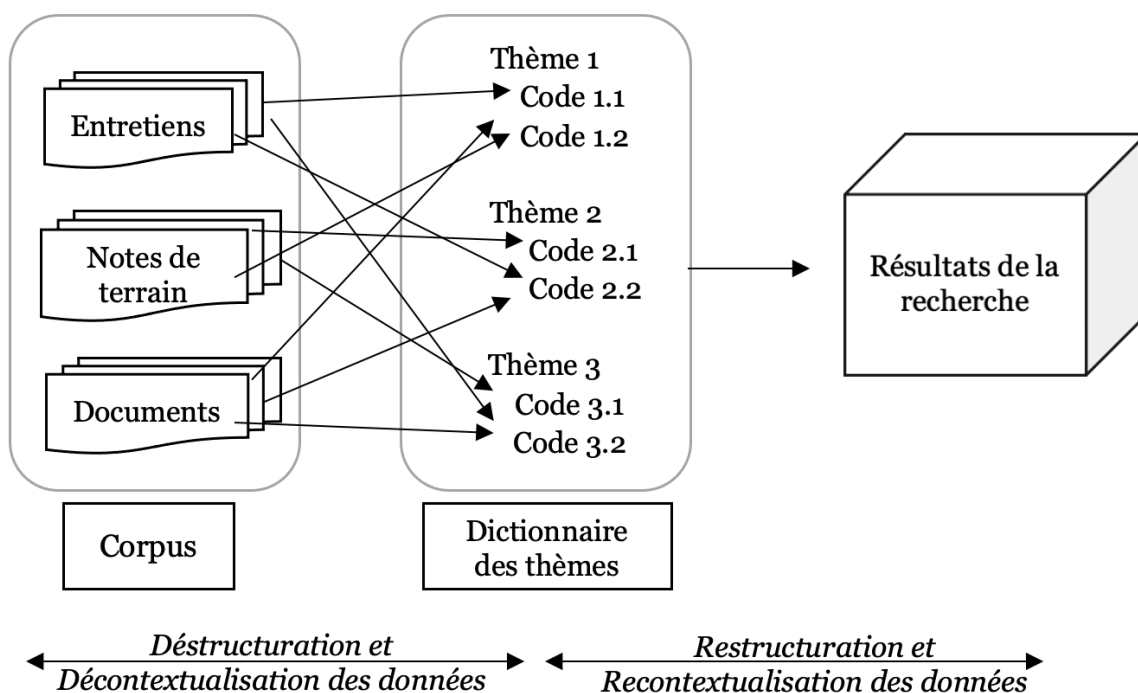 Entretiens
Notes de
terrain
Documents
Corpus
Thème 1
Code 1.1
Code 1.2
Thème 2
Code 2.1
Code 2.2
Thème 3
Code 3.1
Code 3.2
Dictionnaire
des thèmes
Résultats de la
recherche
Déstructuration et
Décontextualisation des données
Restructuration et
Recontextualisation des données